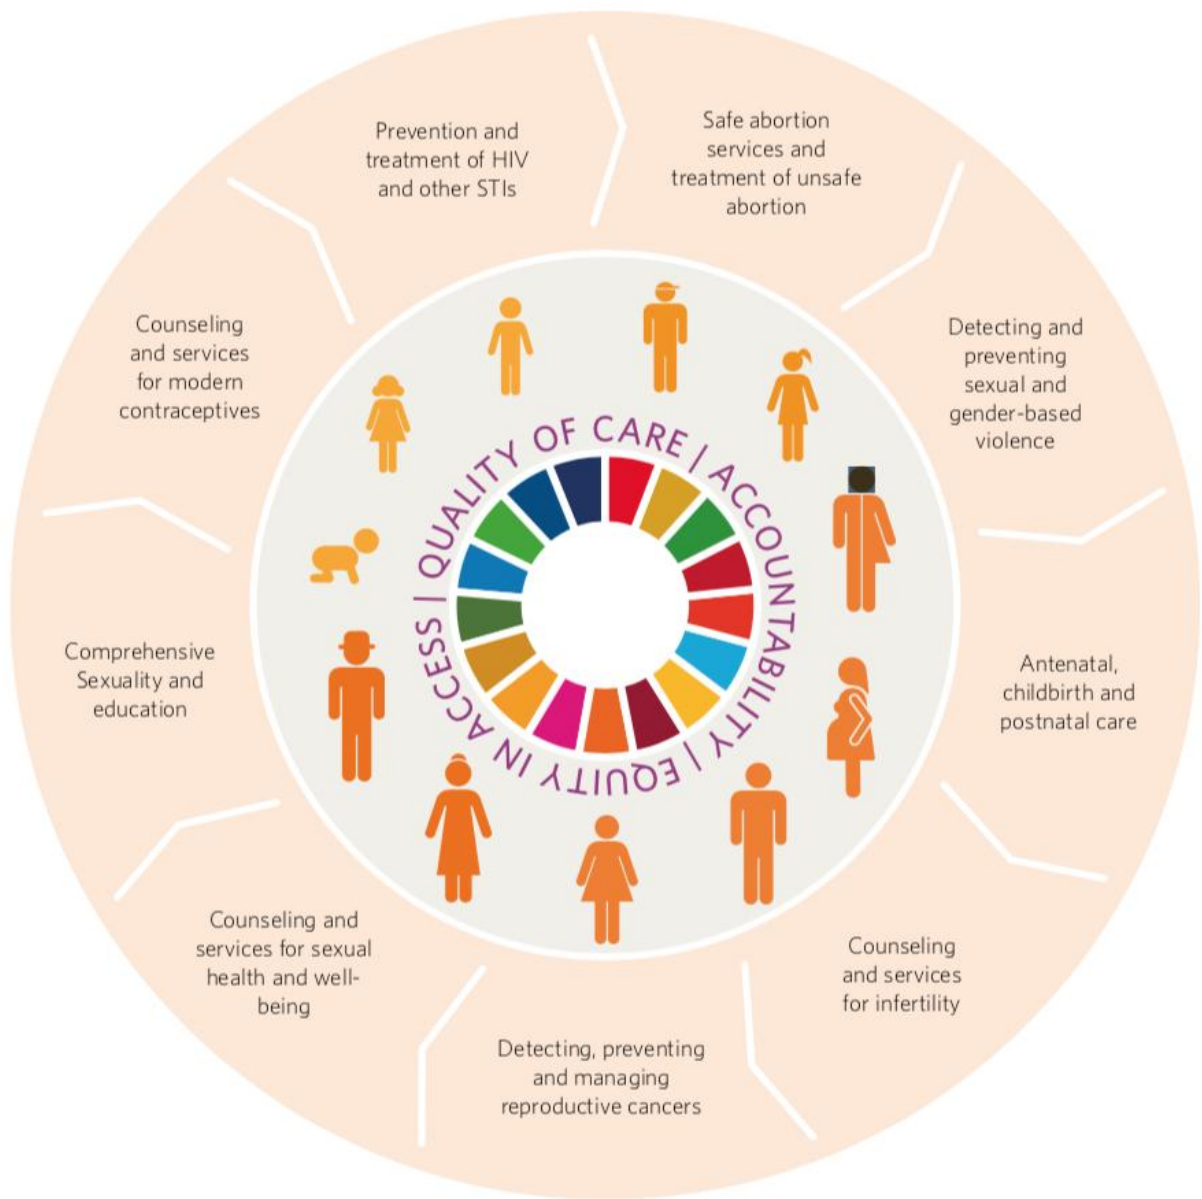 Prevention and
treatment of HIV
and other STIs
Safe abortion
services and
treatment of unsafe
abortion
Detecting and
preventing
sexual and
gender-based
violence
Antenatal,
childbirth and
postnatal care
Counseling
and services
for infertility
Detecting, preventing
and managing
reproductive cancers
Counseling and
services for sexual
health and well-
being
Comprehensive
Sexuality and
education
Counseling
and services
for modern
contraceptives
QUALITY OF CARE | ACCOUNTABILITY | EQUITY IN ACCESS |